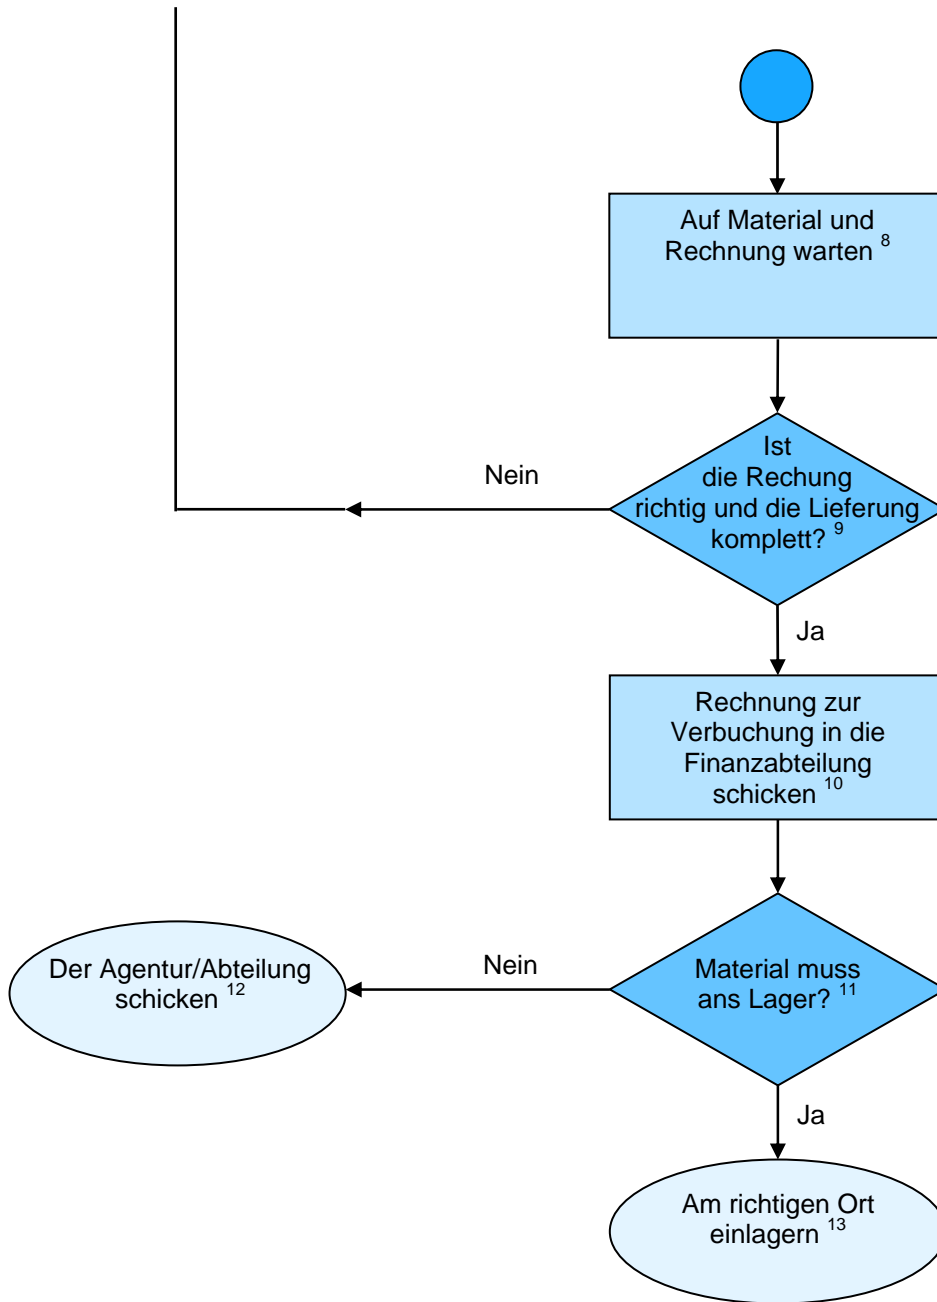 Auf Material und
Rechnung warten 8
Ist
die Rechung
richtig und die Lieferung
komplett? 9
Nein
Ja
Rechnung zur
Verbuchung in die
Finanzabteilung
schicken 10
Material muss
ans Lager? 11
Nein
Der Agentur/Abteilung
schicken 12
Ja
Am richtigen Ort
einlagern 13